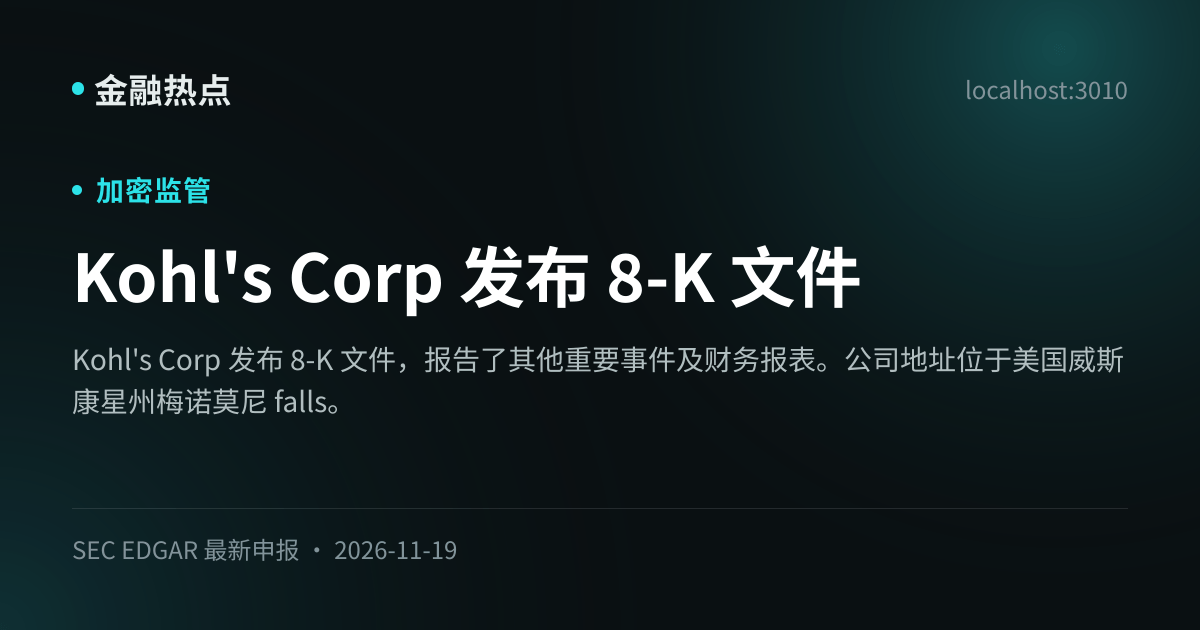 金融热点
localhost:3010
加密监管
Kohl's Corp 发布 8-K 文件
Kohl's Corp 发布 8-K 文件，报告了其他重要事件及财务报表。公司地址位于美国威斯
康星州梅诺莫尼 falls。
SEC EDGAR 最新申报 • 2026-11-19